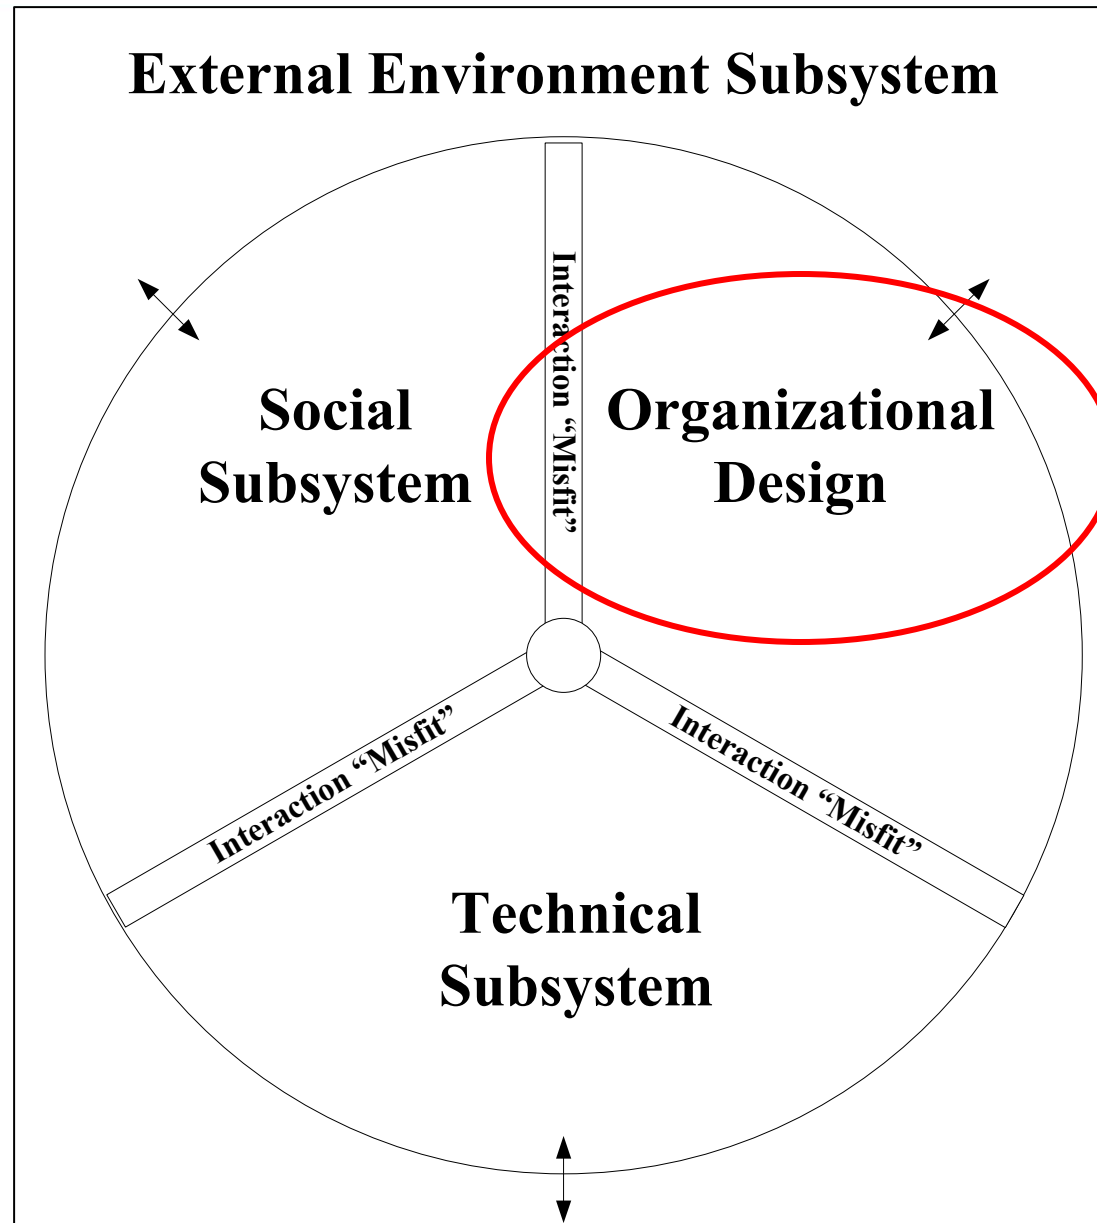 External Environment Subsystem
Interaction “Misfit”
Social
Subsystem
Organizational
Design
Interaction “Misfit”
Interaction “Misfit”
Technical
Subsystem